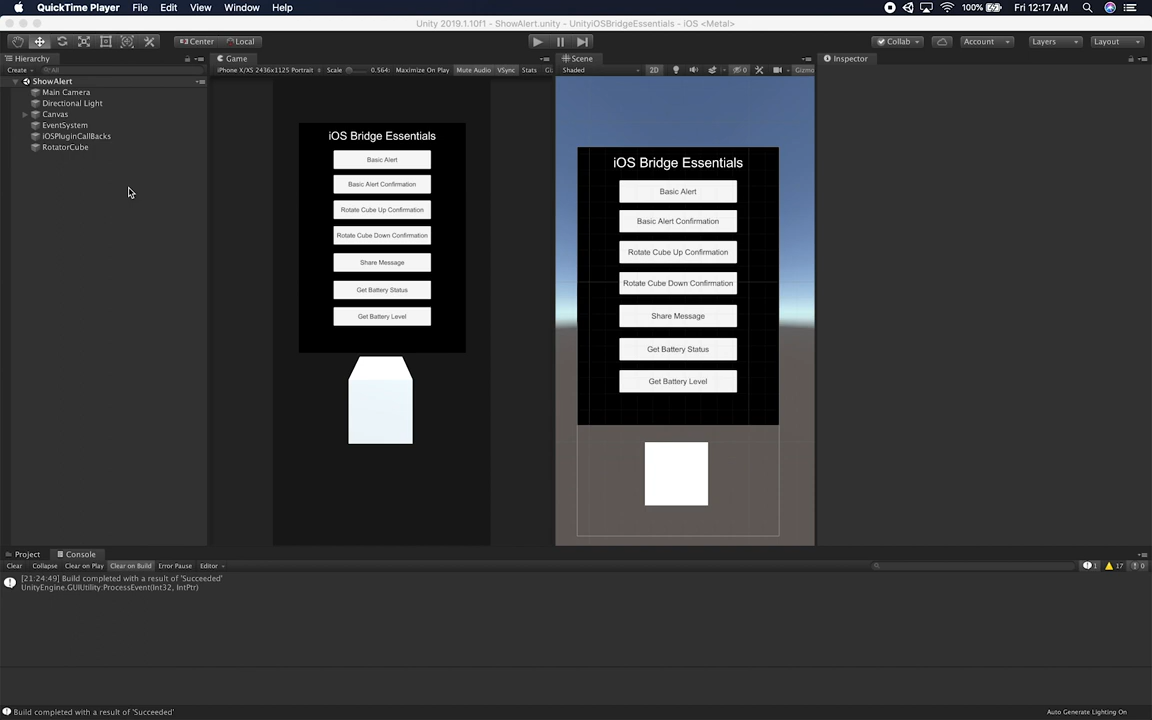 QuickTime Player File Edit View Window Help 100% Fri 12:17 AM
Unity 2019.1.10f1 - ShowAlert.unity - UnityiOSBridgeEssentials - iOS <Metal>
Center Local Collab Account Layers Layout
Hierarchy Game Scene Inspector
Create All iPhone X/XS 2436x1125 Portrait Scale 0.564: Maximize On Play Mute Audio VSync Stats Gi Shaded 2D 0 Gizmo
ShowAlert
Main Camera
Directional Light
Canvas
EventSystem
iOSPluginCallBacks
RotatorCube
iOS Bridge Essentials
Basic Alert
Basic Alert Confirmation
Rotate Cube Up Confirmation
Rotate Cube Down Confirmation
Share Message
Get Battery Status
Get Battery Level
iOS Bridge Essentials
Basic Alert
Basic Alert Confirmation
Rotate Cube Up Confirmation
Rotate Cube Down Confirmation
Share Message
Get Battery Status
Get Battery Level
Project Console
Clear Collapse Clear on Play Clear on Build Error Pause Editor 1 17 0
[21:24:49] Build completed with a result of 'Succeeded'
UnityEngine.GUIUtility:ProcessEvent(Int32, IntPtr)
Build completed with a result of 'Succeeded' Auto Generate Lighting On